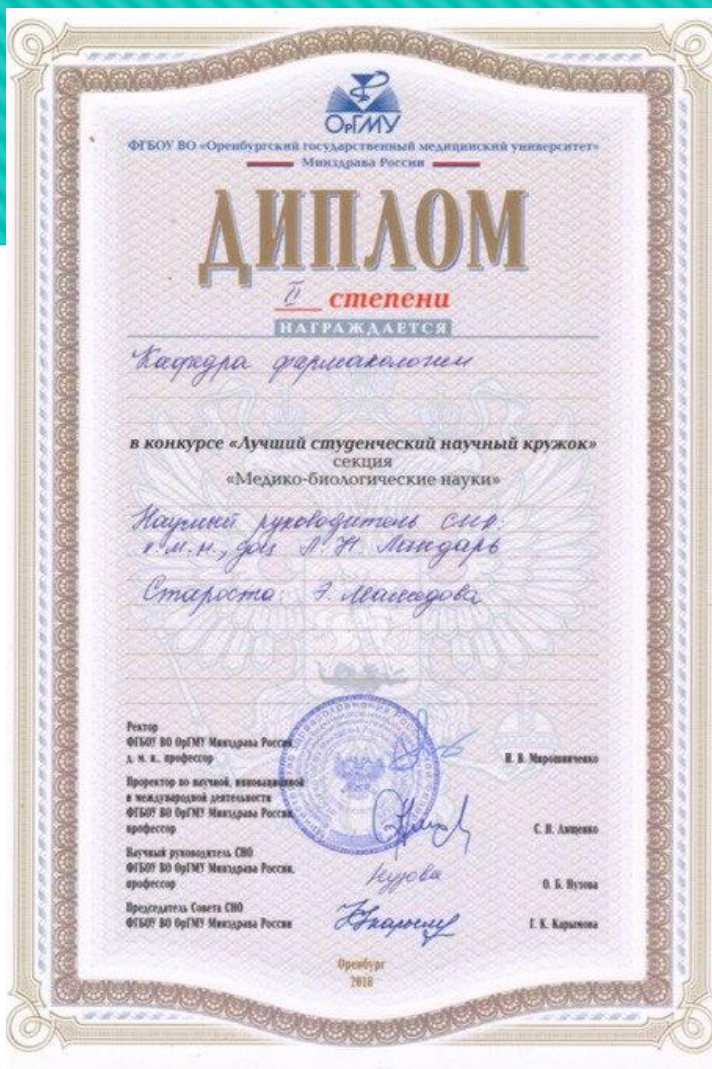 ОрГМУ
ФГБОУ ВО «Оренбургский государственный медицинский университет»
Минздрава России
ДИПЛОМ
II степени
НАГРАЖДАЕТСЯ
Кафедра фармакологии
в конкурсе «Лучший студенческий научный кружок»
секция
«Медико-биологические науки»
Научный руководитель СНК:
к.м.н., доц Л. Н. Ландарь
Староста: Э. Мамедова
Ректор
ФГБОУ ВО ОрГМУ Минздрава России,
д. м. н., профессор
И. В. Мирошниченко
Проректор по научной, инновационной
и международной деятельности
ФГБОУ ВО ОрГМУ Минздрава России,
профессор
С. Н. Лященко
Научный руководитель СНО
ФГБОУ ВО ОрГМУ Минздрава России,
профессор
Нузова
О. Б. Нузова
Председатель Совета СНО
ФГБОУ ВО ОрГМУ Минздрава России
Г. К. Карымова
Оренбург
2018